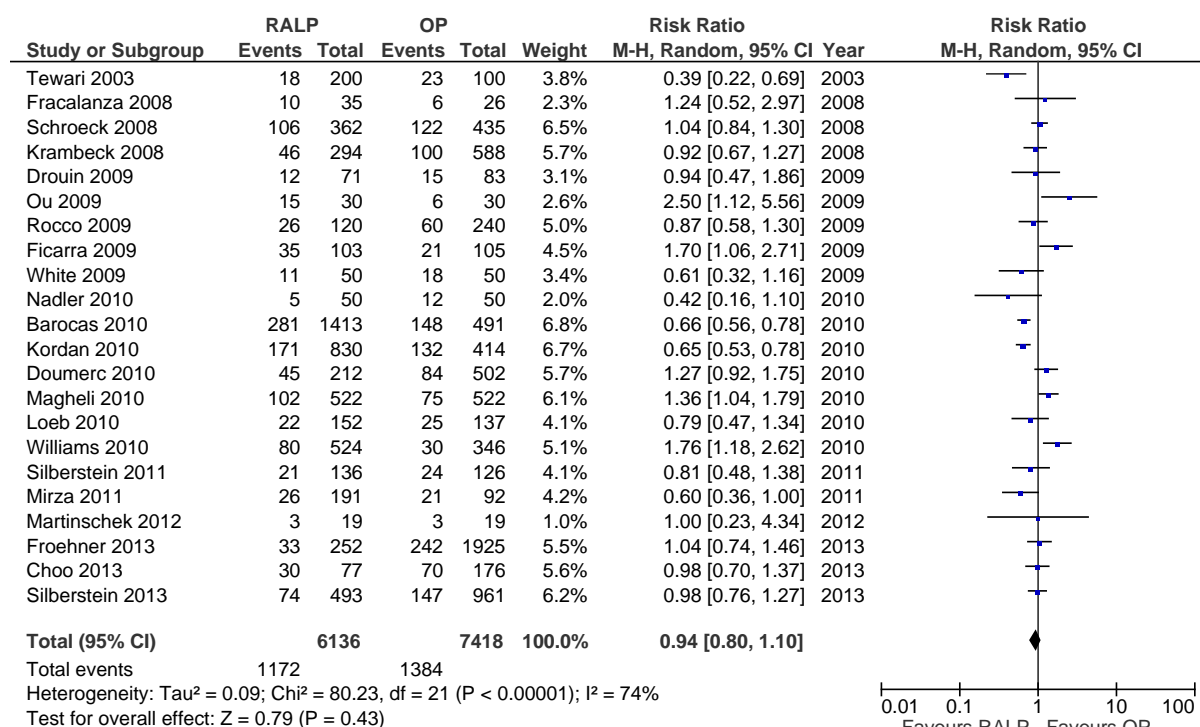 RALP OP Risk Ratio Risk Ratio
Study or Subgroup Events Total Events Total Weight M-H, Random, 95% CI Year M-H, Random, 95% CI
Tewari 2003 18 200 23 100 3.8% 0.39 [0.22, 0.69] 2003
Fracalanza 2008 10 35 6 26 2.3% 1.24 [0.52, 2.97] 2008
Schroeck 2008 106 362 122 435 6.5% 1.04 [0.84, 1.30] 2008
Krambeck 2008 46 294 100 588 5.7% 0.92 [0.67, 1.27] 2008
Drouin 2009 12 71 15 83 3.1% 0.94 [0.47, 1.86] 2009
Ou 2009 15 30 6 30 2.6% 2.50 [1.12, 5.56] 2009
Rocco 2009 26 120 60 240 5.0% 0.87 [0.58, 1.30] 2009
Ficarra 2009 35 103 21 105 4.5% 1.70 [1.06, 2.71] 2009
White 2009 11 50 18 50 3.4% 0.61 [0.32, 1.16] 2009
Nadler 2010 5 50 12 50 2.0% 0.42 [0.16, 1.10] 2010
Barocas 2010 281 1413 148 491 6.8% 0.66 [0.56, 0.78] 2010
Kordan 2010 171 830 132 414 6.7% 0.65 [0.53, 0.78] 2010
Doumerc 2010 45 212 84 502 5.7% 1.27 [0.92, 1.75] 2010
Magheli 2010 102 522 75 522 6.1% 1.36 [1.04, 1.79] 2010
Loeb 2010 22 152 25 137 4.1% 0.79 [0.47, 1.34] 2010
Williams 2010 80 524 30 346 5.1% 1.76 [1.18, 2.62] 2010
Silberstein 2011 21 136 24 126 4.1% 0.81 [0.48, 1.38] 2011
Mirza 2011 26 191 21 92 4.2% 0.60 [0.36, 1.00] 2011
Martinschek 2012 3 19 3 19 1.0% 1.00 [0.23, 4.34] 2012
Froehner 2013 33 252 242 1925 5.5% 1.04 [0.74, 1.46] 2013
Choo 2013 30 77 70 176 5.6% 0.98 [0.70, 1.37] 2013
Silberstein 2013 74 493 147 961 6.2% 0.98 [0.76, 1.27] 2013
Total (95% CI) 6136 7418 100.0% 0.94 [0.80, 1.10]
Total events 1172 1384
Heterogeneity: Tau² = 0.09; Chi² = 80.23, df = 21 (P < 0.00001); I² = 74%
Test for overall effect: Z = 0.79 (P = 0.43)
0.01 0.1 1 10 100
Favours RALP Favours OP